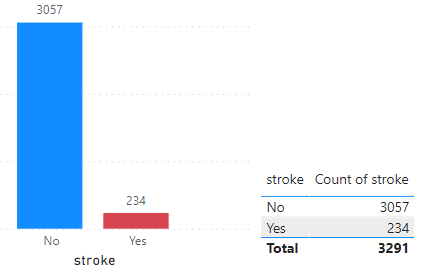 3057
234
No Yes
stroke
stroke Count of stroke
No 3057
Yes 234
Total 3291